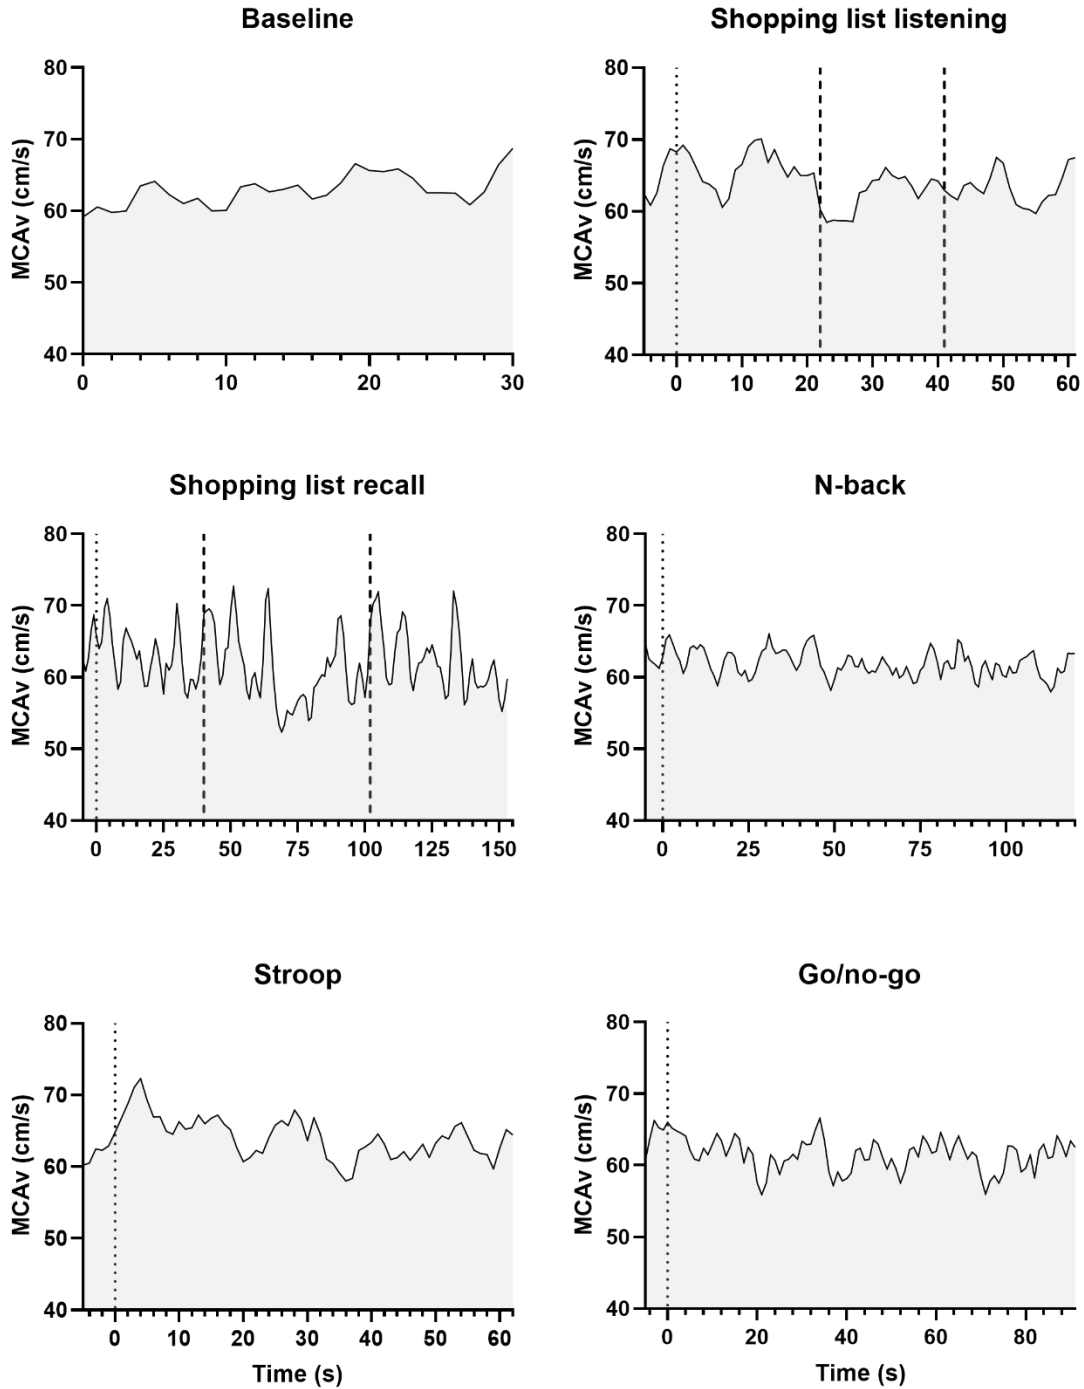 Baseline
80
70
60
50
40
MCAv (cm/s)
0 10 20 30
Shopping list listening
80
70
60
50
40
MCAv (cm/s)
0 10 20 30 40 50 60
Shopping list recall
80
70
60
50
40
MCAv (cm/s)
0 25 50 75 100 125 150
N-back
80
70
60
50
40
MCAv (cm/s)
0 25 50 75 100
Stroop
80
70
60
50
40
MCAv (cm/s)
0 10 20 30 40 50 60
Time (s)
Go/no-go
80
70
60
50
40
MCAv (cm/s)
0 20 40 60 80
Time (s)